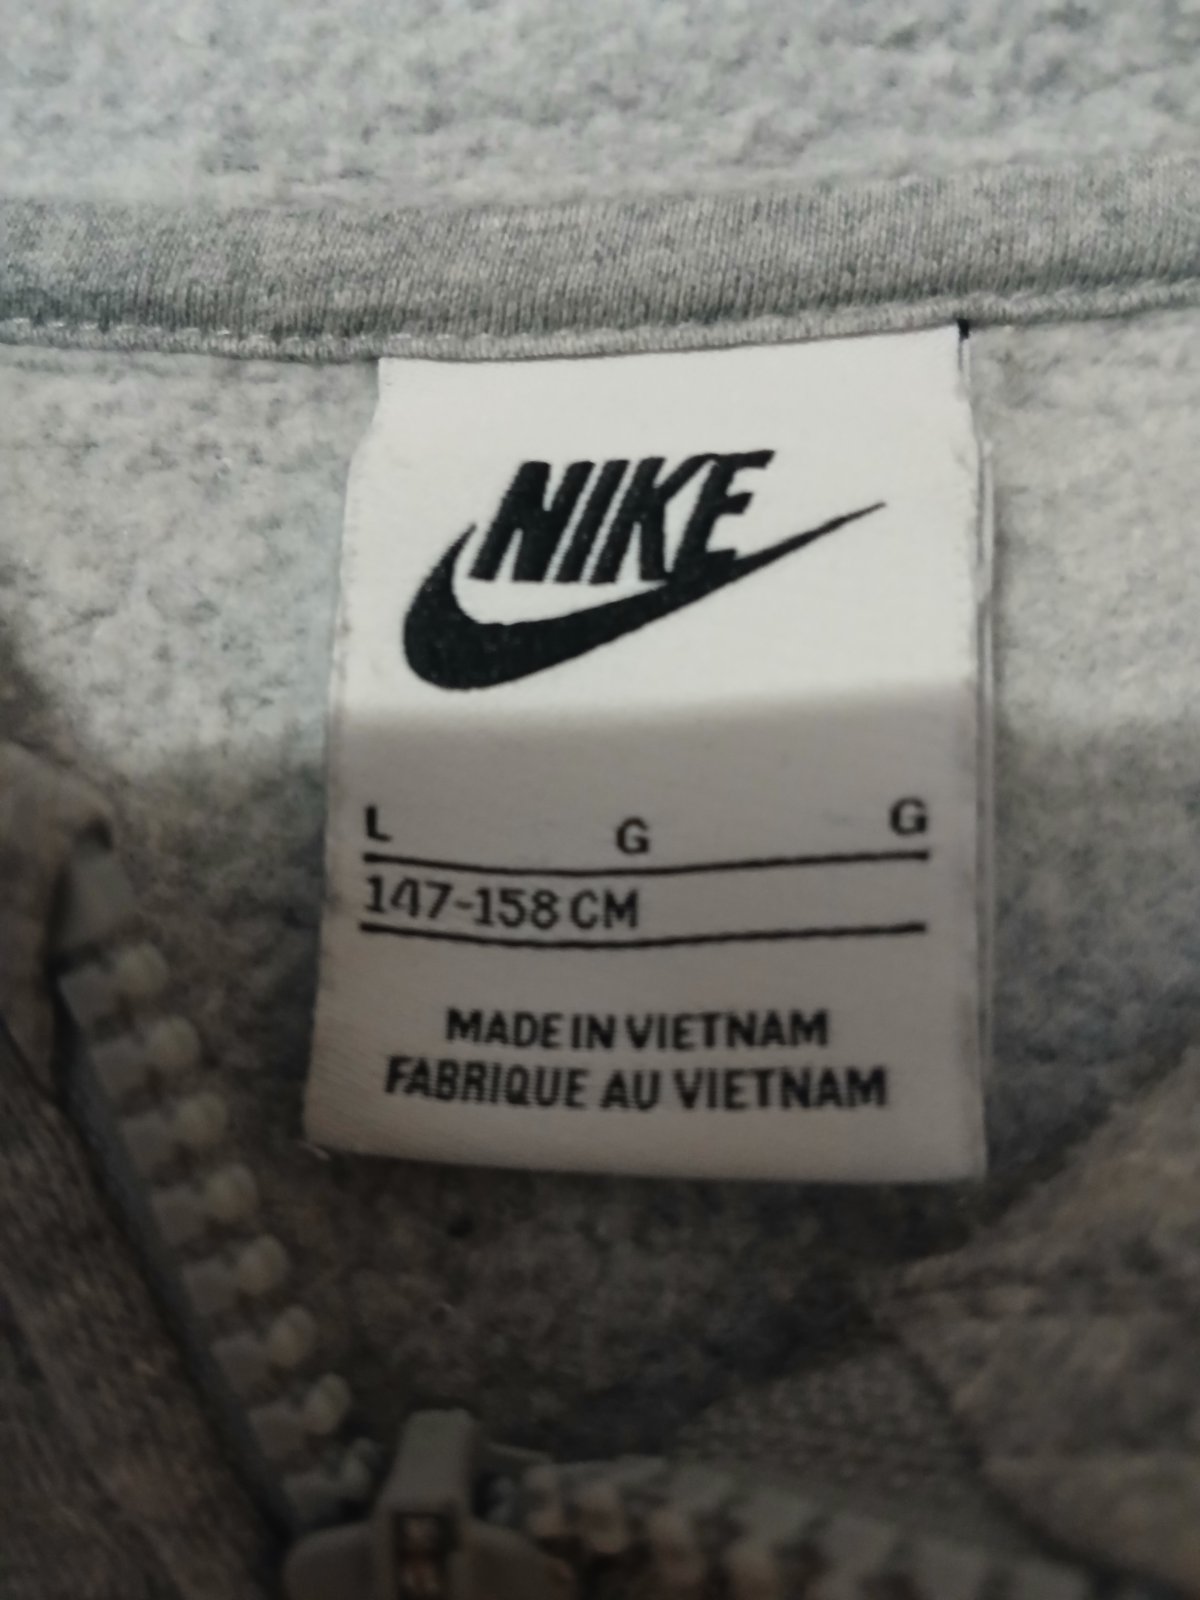 NIKE
L G G
147-158 CM
MADE IN VIETNAM
FABRIQUE AU VIETNAM